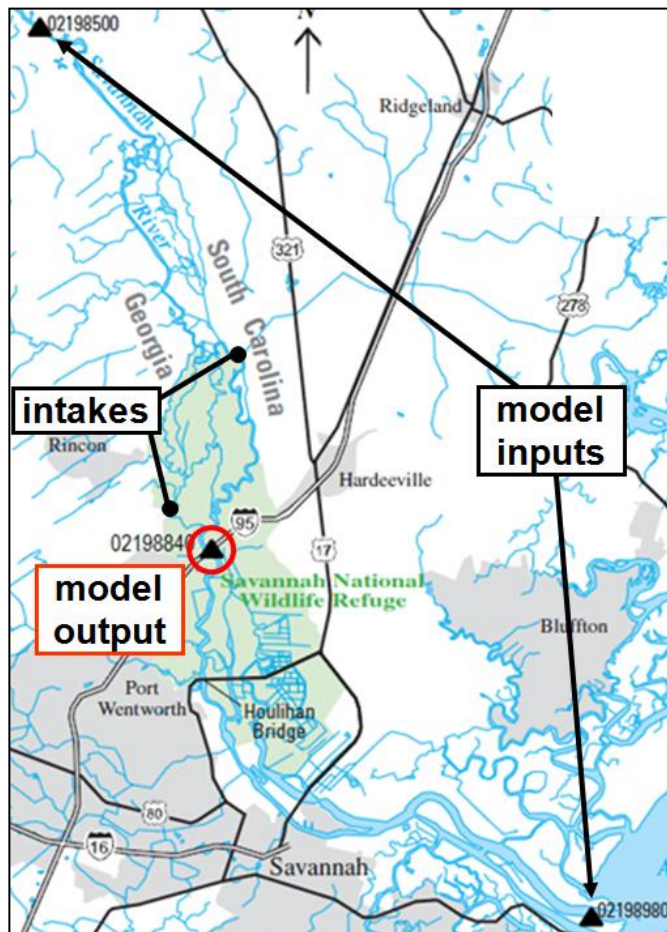 02198500
N
Savannah
River
Ridgeland
321
278
South Carolina
Georgia
intakes
model
inputs
Rincon
Hardeeville
95
02198840
17
model
output
Savannah National
Wildlife Refuge
Bluffton
Port
Wentworth
Houlihan
Bridge
80
16
Savannah
02198980